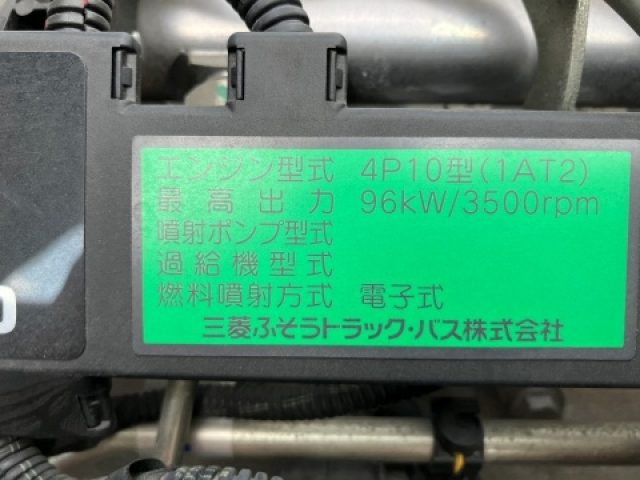 エンジン型式 4P10型(1AT2)
最高出力 96kW/3500rpm
噴射ポンプ型式
過給機型式
燃料噴射方式 電子式
三菱ふそうトラック・バス株式会社